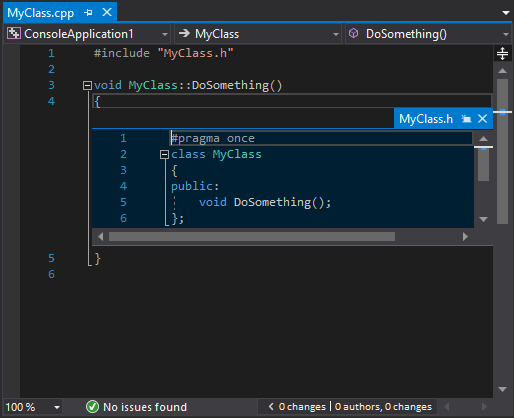 MyClass.cpp
ConsoleApplication1 MyClass DoSomething()
1 #include "MyClass.h"
2
3 void MyClass::DoSomething()
4 {
MyClass.h
1 #pragma once
2 class MyClass
3 {
4 public:
5 void DoSomething();
6 };
5 }
6
100 % No issues found < 0 changes | 0 authors, 0 changes